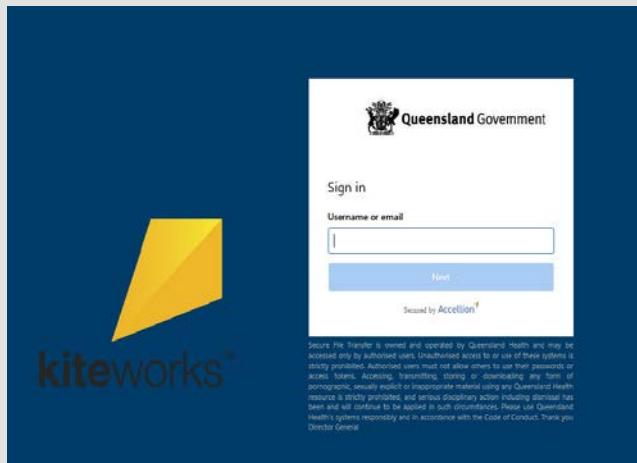 Queensland Government
Sign in
Username or email
Next
Secured by Accellion
kiteworks™
Secure File Transfer is owned and operated by Queensland Health and may be
accessed only by authorised users. Unauthorised access to or use of these systems is
strictly prohibited. Authorised users must not allow others to use their passwords or
access tokens. Accessing, transmitting, storing or downloading any form of
pornographic, sexually explicit or inappropriate material using any Queensland Health
resource is strictly prohibited, and serious disciplinary action including dismissal has
been and will continue to be applied in such circumstances. Please use Queensland
Health's systems responsibly and in accordance with the Code of Conduct. Thank you
Director General